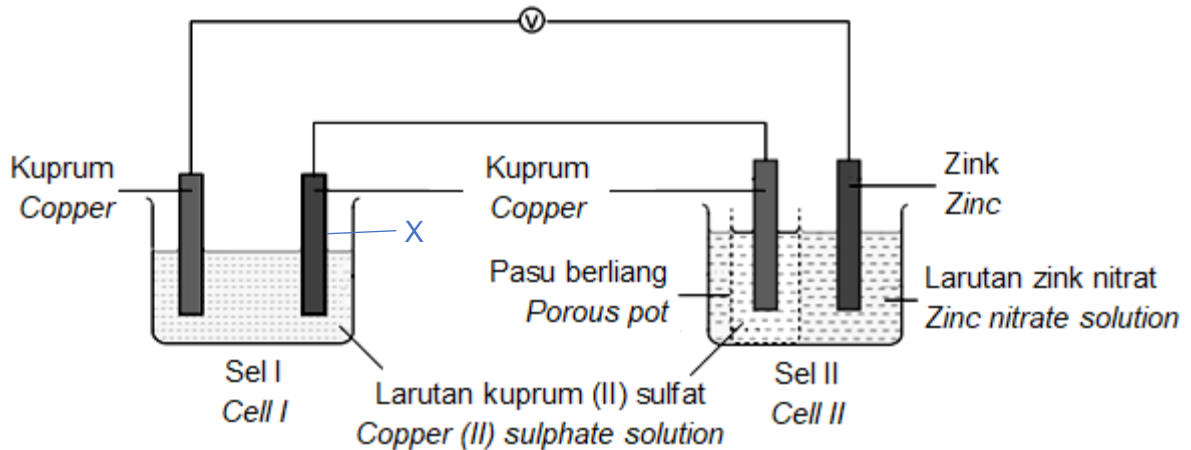 V
Kuprum
Copper
X
Kuprum
Copper
Zink
Zinc
Pasu berliang
Porous pot
Larutan zink nitrat
Zinc nitrate solution
Sel I
Cell I
Larutan kuprum (II) sulfat
Copper (II) sulphate solution
Sel II
Cell II